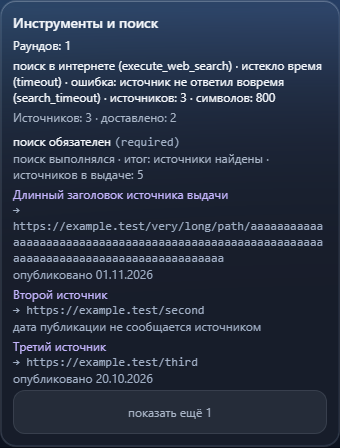 Инструменты и поиск
Раундов: 1
поиск в интернете (execute_web_search) · истекло время
(timeout) · ошибка: источник не ответил вовремя
(search_timeout) · источников: 3 · символов: 800
Источников: 3 · доставлено: 2
поиск обязателен (required)
поиск выполнялся · итог: источники найдены ·
источников в выдаче: 5
Длинный заголовок источника выдачи
→
https://example.test/very/long/path/aaaaaaaaaaa
aaaaaaaaaaaaaaaaaaaaaaaaaaaaaaaaaaaaaaaaaaaaaaa
aaaaaaaaaaaaaaaaaaaaaaaaaaaaaaaa
опубликовано 01.11.2026
Второй источник
→ https://example.test/second
дата публикации не сообщается источником
Третий источник
→ https://example.test/third
опубликовано 20.10.2026
показать ещё 1